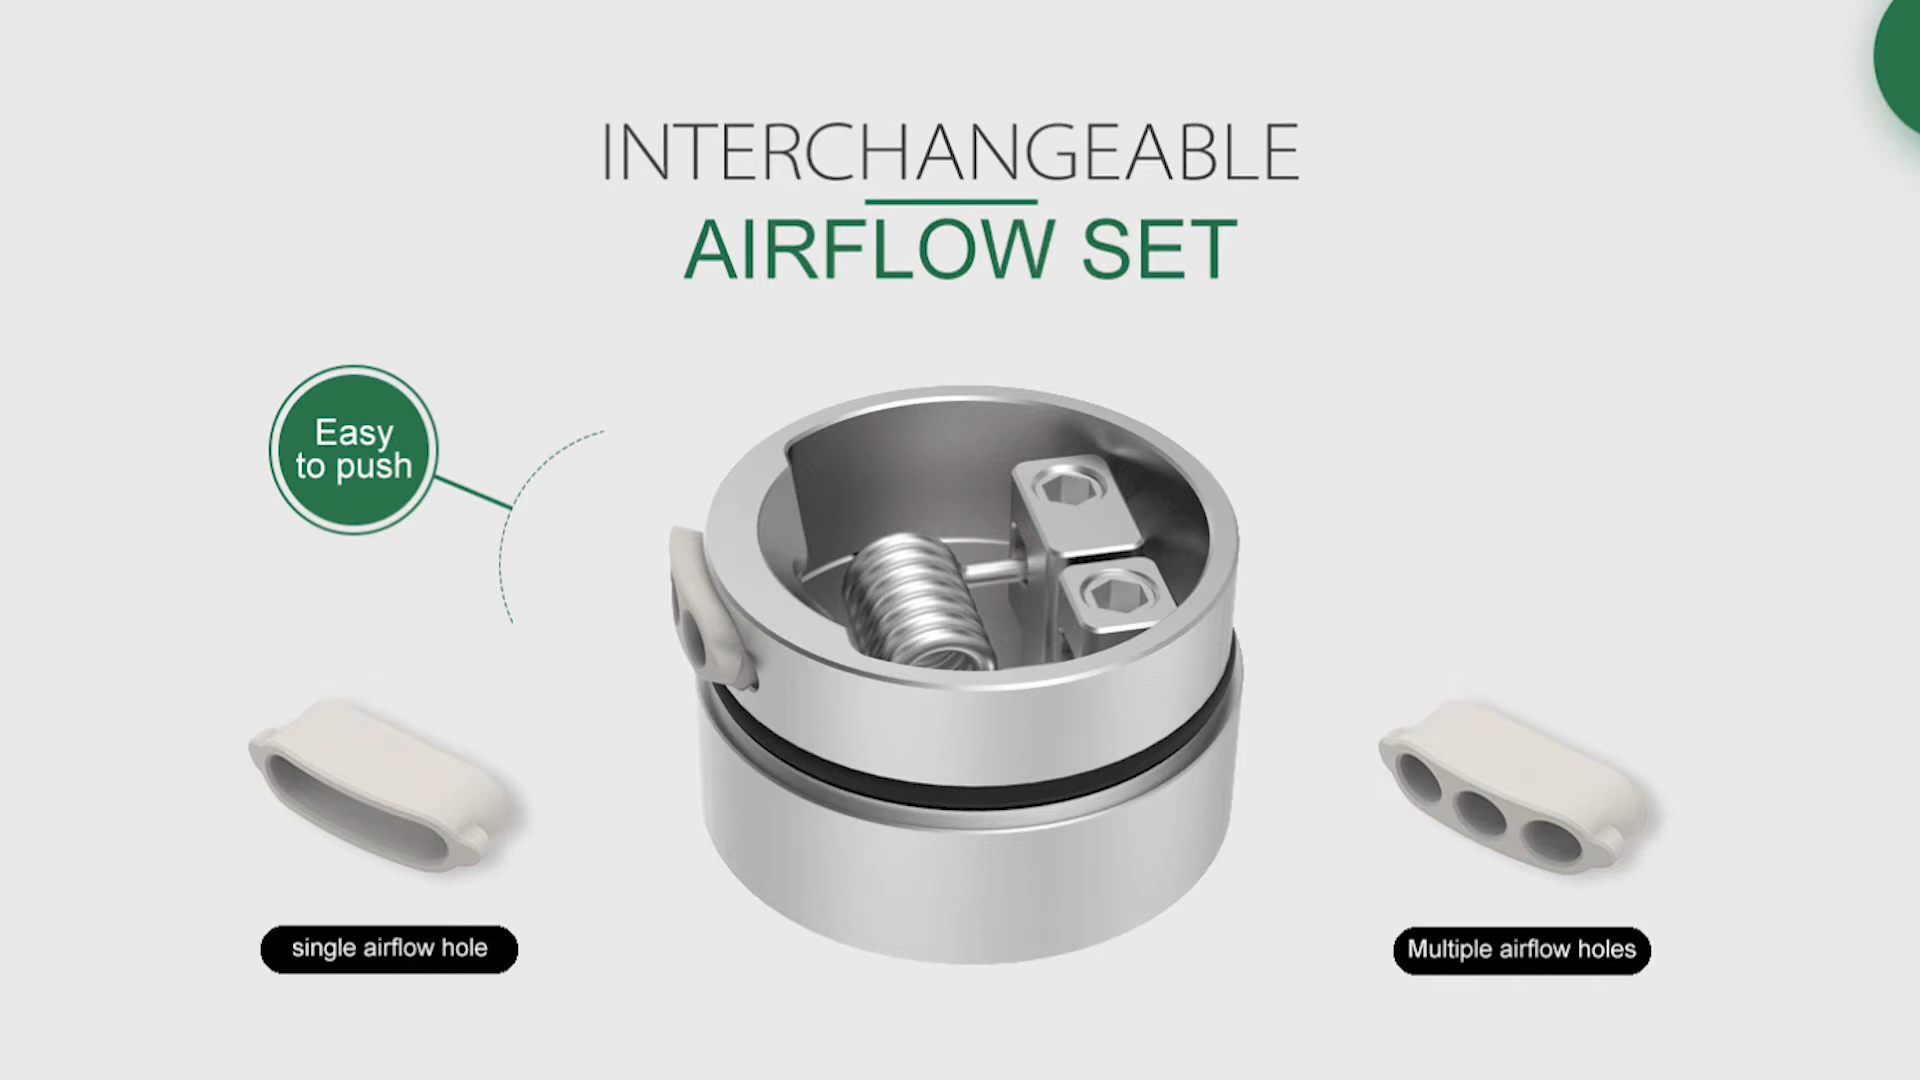 INTERCHANGEABLE
AIRFLOW SET
Easy
to push
single airflow hole
Multiple airflow holes